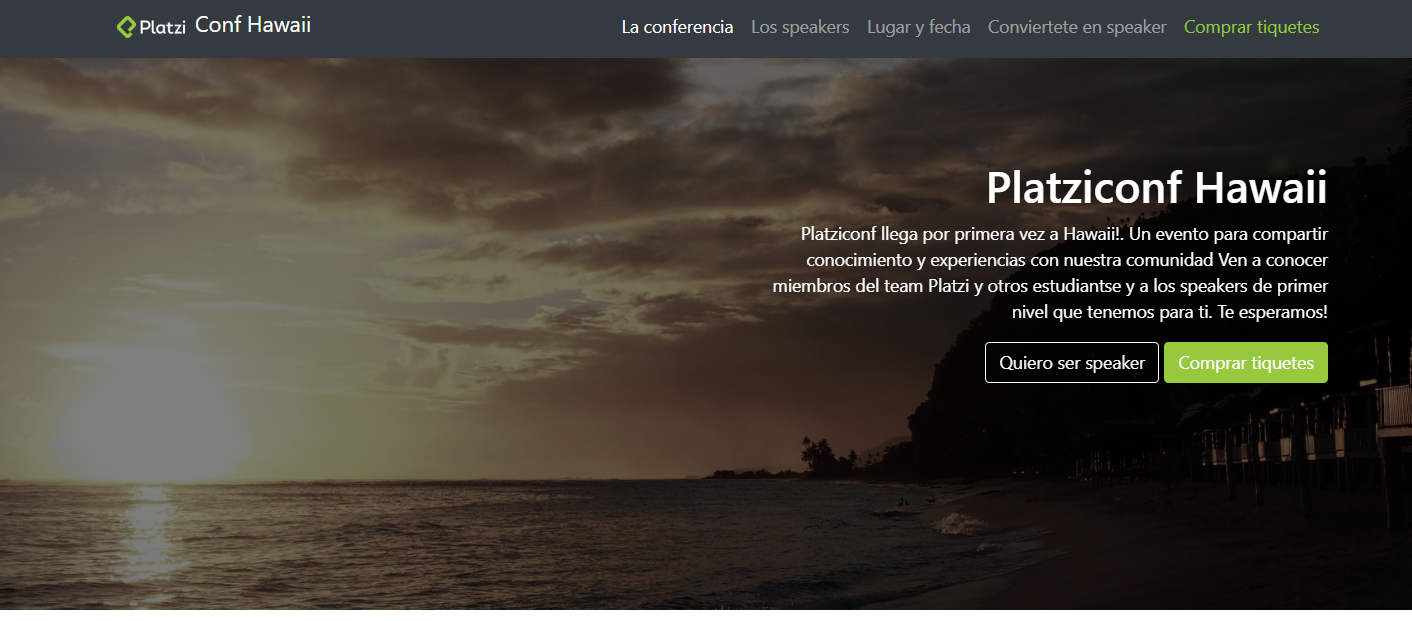 Platzi Conf Hawaii La conferencia Los speakers Lugar y fecha Conviertete en speaker Comprar tiquetes
Platziconf Hawaii
Platziconf llega por primera vez a Hawaii!. Un evento para compartir
conocimiento y experiencias con nuestra comunidad Ven a conocer
miembros del team Platzi y otros estudiantse y a los speakers de primer
nivel que tenemos para ti. Te esperamos!
Quiero ser speaker Comprar tiquetes